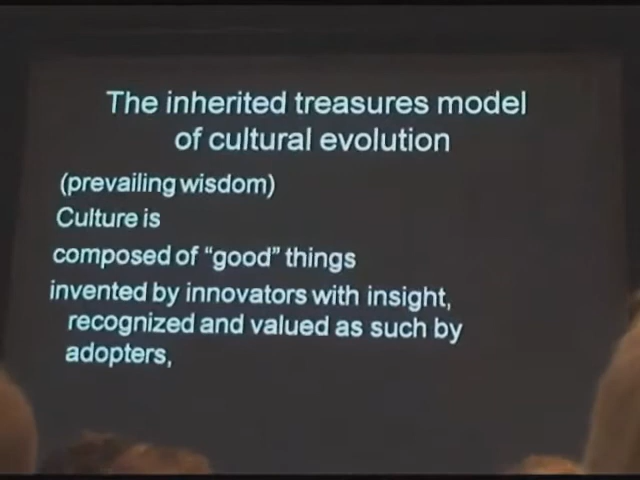 The inherited treasures model
of cultural evolution
(prevailing wisdom)
Culture is
composed of “good” things
invented by innovators with insight,
recognized and valued as such by
adopters,